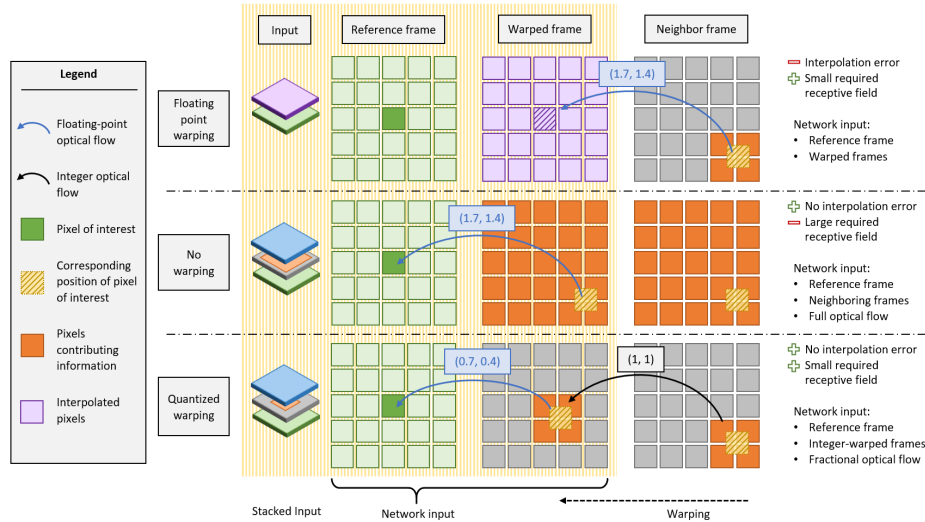 Input
Reference frame
Warped frame
Neighbor frame
Legend
Floating-point
optical flow
Integer optical
flow
Pixel of interest
Corresponding
position of pixel
of interest
Pixels
contributing
information
Interpolated
pixels
Floating
point
warping
(1.7, 1.4)
Interpolation error
Small required
receptive field
Network input:
• Reference frame
• Warped frames
No
warping
(1.7, 1.4)
No interpolation error
Large required
receptive field
Network input:
• Reference frame
• Neighboring frames
• Full optical flow
Quantized
warping
(0.7, 0.4)
(1, 1)
No interpolation error
Small required
receptive field
Network input:
• Reference frame
• Integer-warped frames
• Fractional optical flow
Stacked Input
Network input
Warping